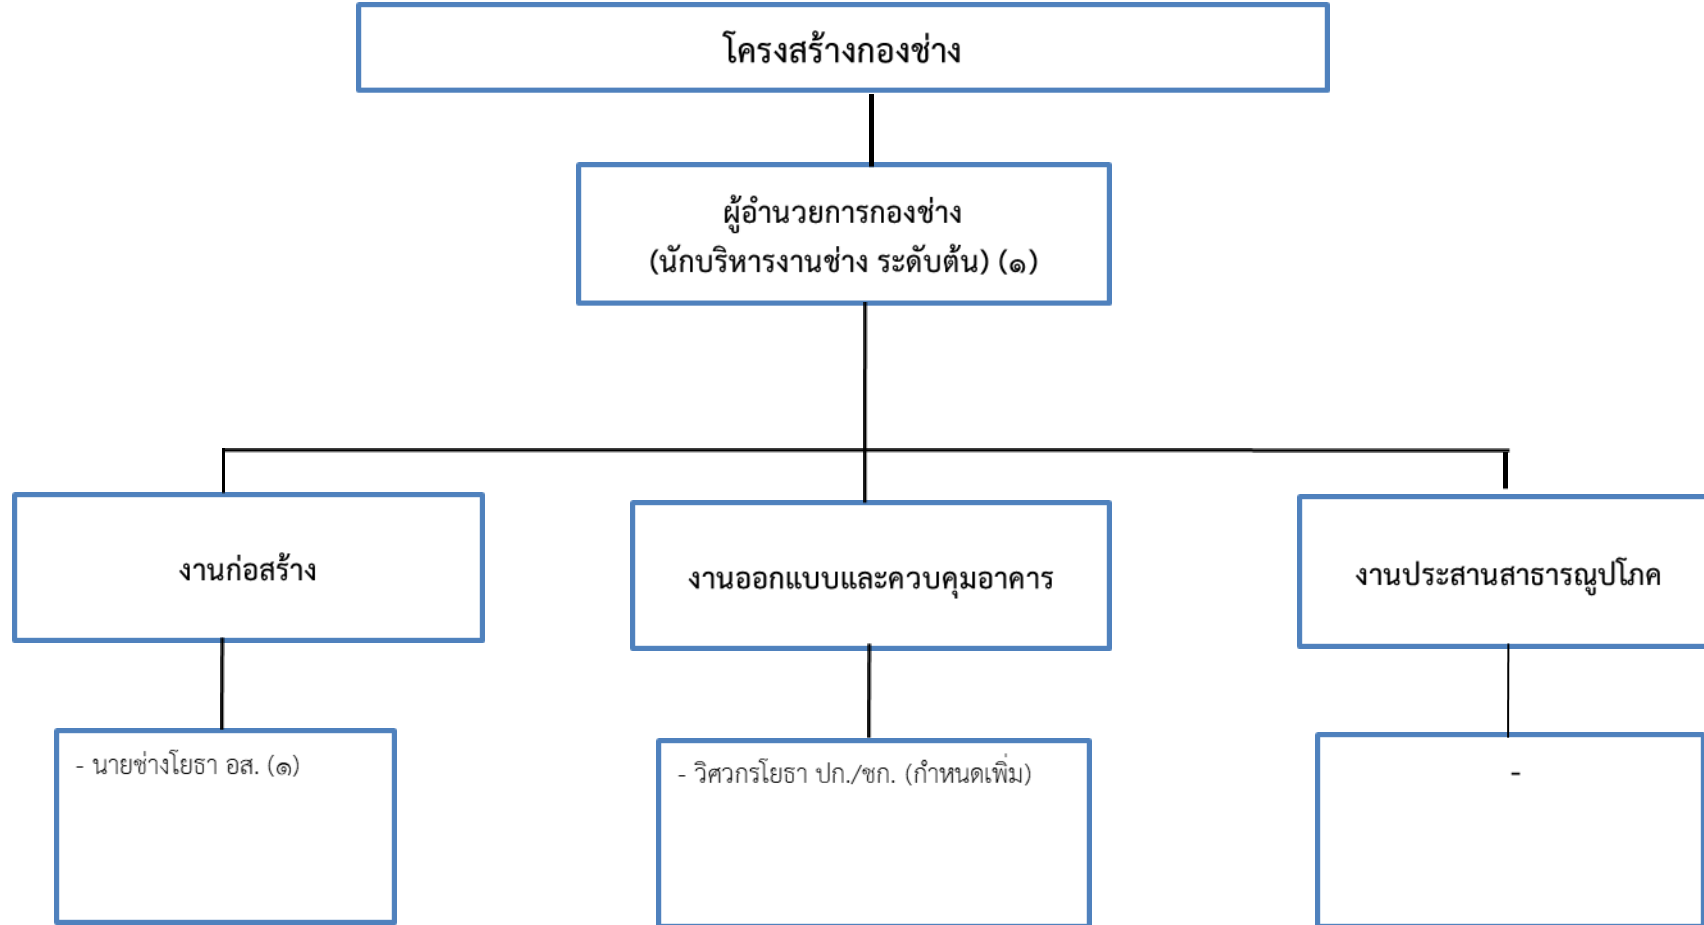 โครงสร้างกองช่าง
ผู้อำนวยการกองช่าง
(นักบริหารงานช่าง ระดับต้น) (๑)
งานก่อสร้าง
งานออกแบบและควบคุมอาคาร
งานประสานสาธารณูปโภค
- นายช่างโยธา อส. (๑)
- วิศวกรโยธา ปก./ชก. (กำหนดเพิ่ม)
-